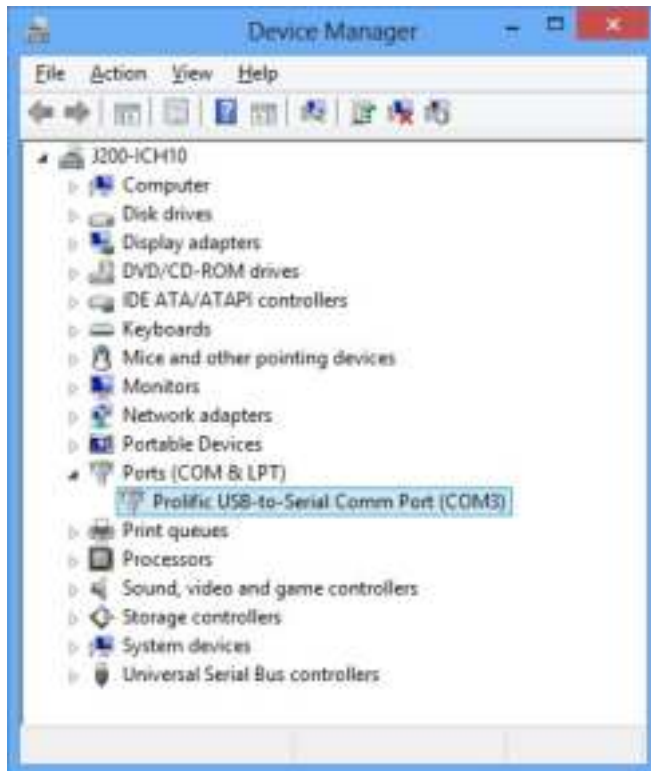 Device Manager
File Action View Help
J200-ICH10
Computer
Disk drives
Display adapters
DVD/CD-ROM drives
IDE ATA/ATAPI controllers
Keyboards
Mice and other pointing devices
Monitors
Network adapters
Portable Devices
Ports (COM & LPT)
Prolific USB-to-Serial Comm Port (COM3)
Print queues
Processors
Sound, video and game controllers
Storage controllers
System devices
Universal Serial Bus controllers